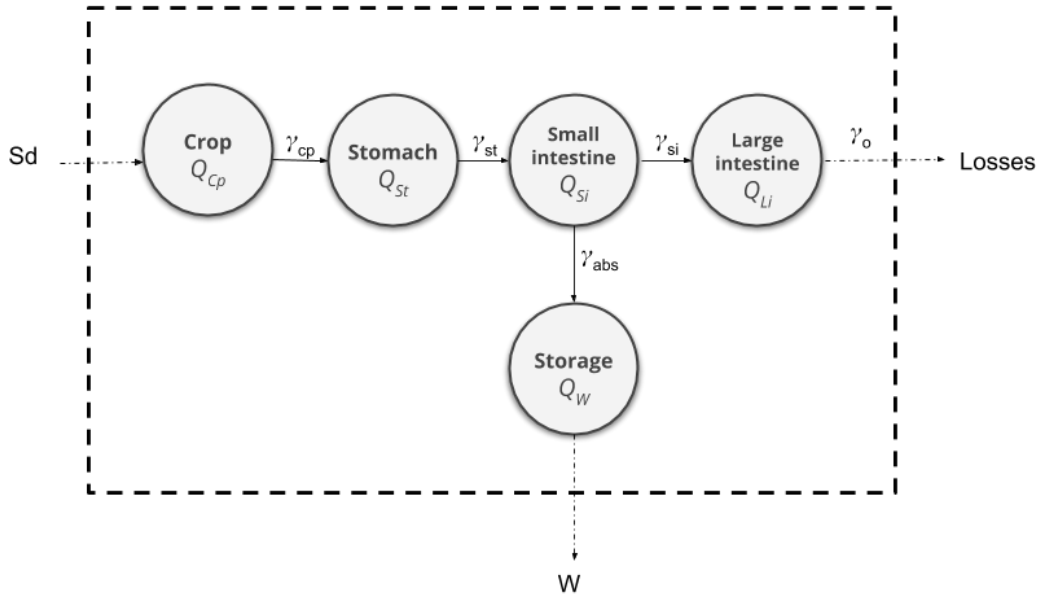 Sd
Crop
Q_Cp
γ_cp
Stomach
Q_St
γ_st
Small
intestine
Q_Si
γ_si
Large
intestine
Q_Li
γ_o
Losses
γ_abs
Storage
Q_W
W